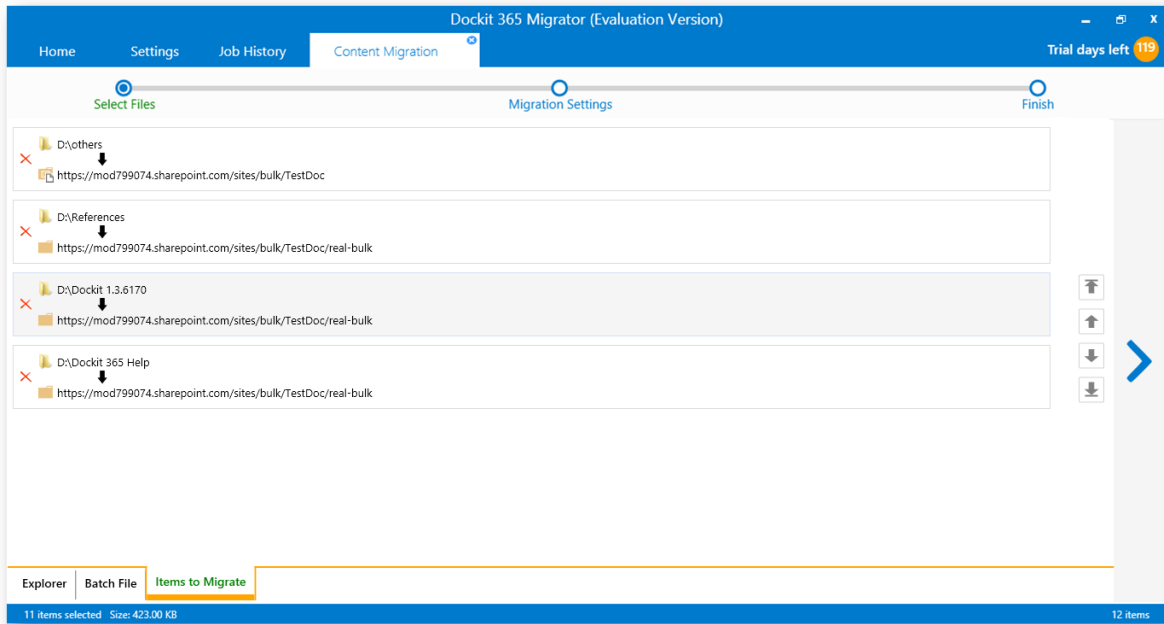 Dockit 365 Migrator (Evaluation Version)
Home Settings Job History Content Migration Trial days left 119
Select Files Migration Settings Finish
D:\others
https://mod799074.sharepoint.com/sites/bulk/TestDoc
D:\References
https://mod799074.sharepoint.com/sites/bulk/TestDoc/real-bulk
D:\Dockit 1.3.6170
https://mod799074.sharepoint.com/sites/bulk/TestDoc/real-bulk
D:\Dockit 365 Help
https://mod799074.sharepoint.com/sites/bulk/TestDoc/real-bulk
Explorer Batch File Items to Migrate
11 items selected Size: 423.00 KB 12 items